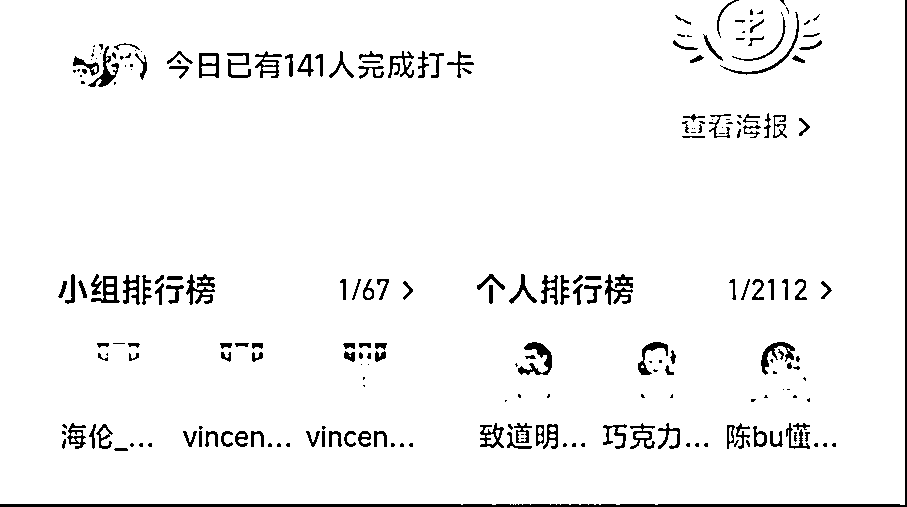 今日已有141人完成打卡
查看海报 >
小组排行榜 1/67 > 个人排行榜 1/2112 >
海伦_... vincen... vincen... 致道明... 巧克力... 陈bu懂...